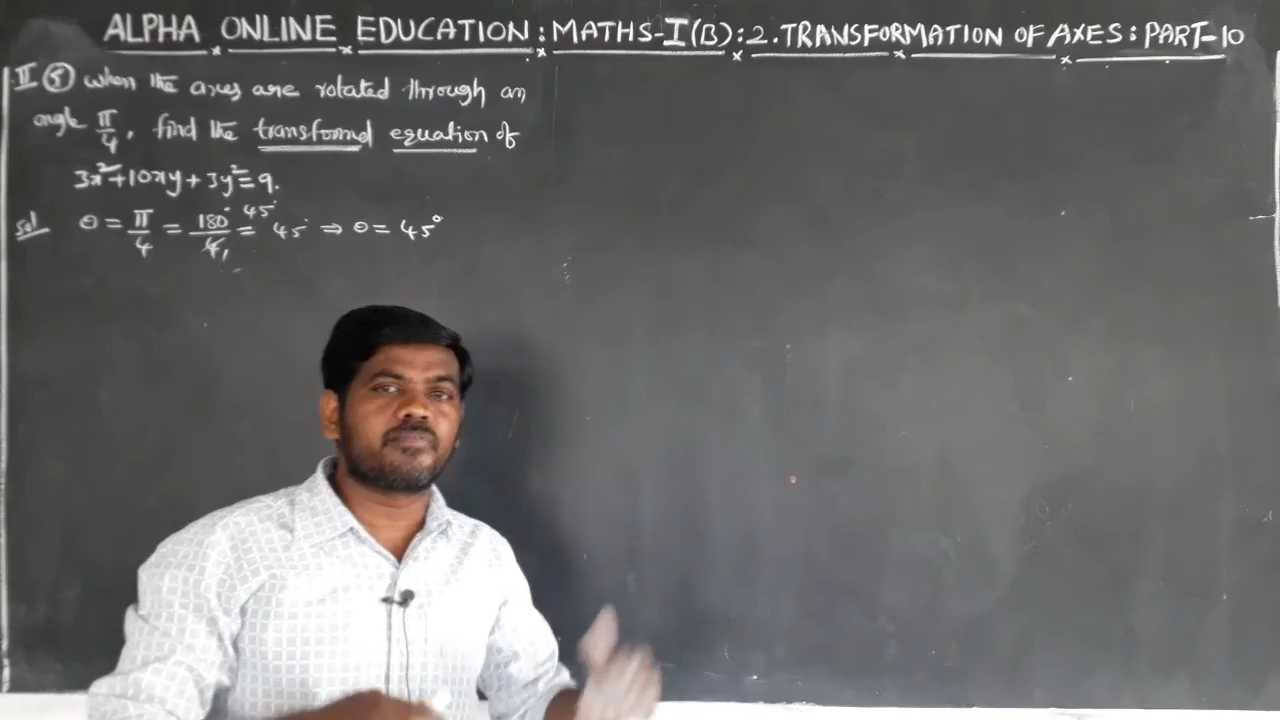 ALPHA ONLINE EDUCATION : MATHS-I(B) : 2. TRANSFORMATION OF AXES : PART-10
II ⑤ when the axes are rotated through an
angle π/4, find the transformed equation of
3x²+10xy+3y²=9.
Sol θ = π/4 = 180°/4 = 45° ⇒ θ = 45°